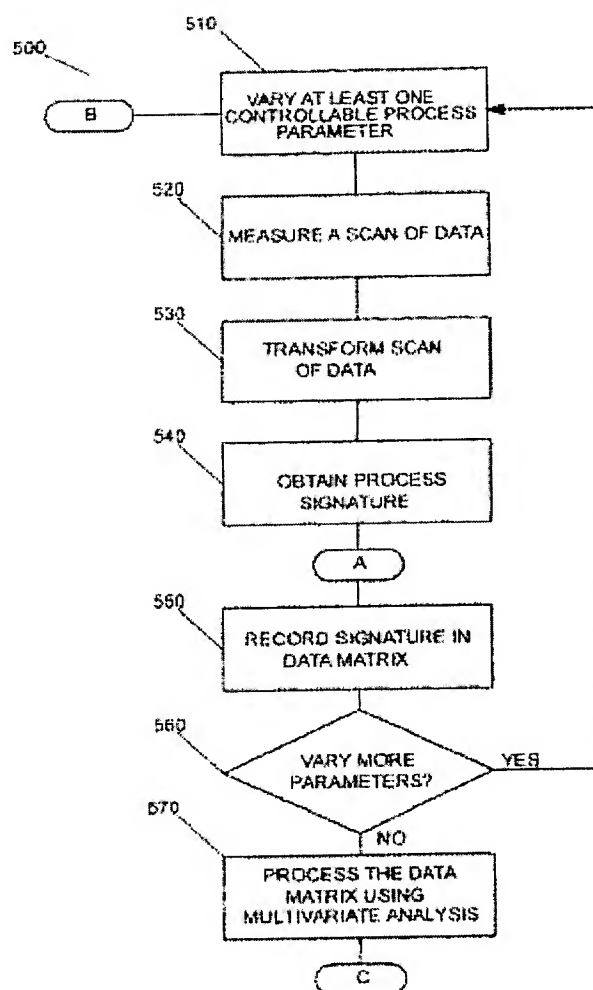 500
510
B
VARY AT LEAST ONE
CONTROLLABLE PROCESS
PARAMETER
520
MEASURE A SCAN OF DATA
530
TRANSFORM SCAN
OF DATA
540
OBTAIN PROCESS
SIGNATURE
A
550
RECORD SIGNATURE IN
DATA MATRIX
560
VARY MORE
PARAMETERS?
YES
NO
570
PROCESS THE DATA
MATRIX USING
MULTIVARIATE ANALYSIS
C